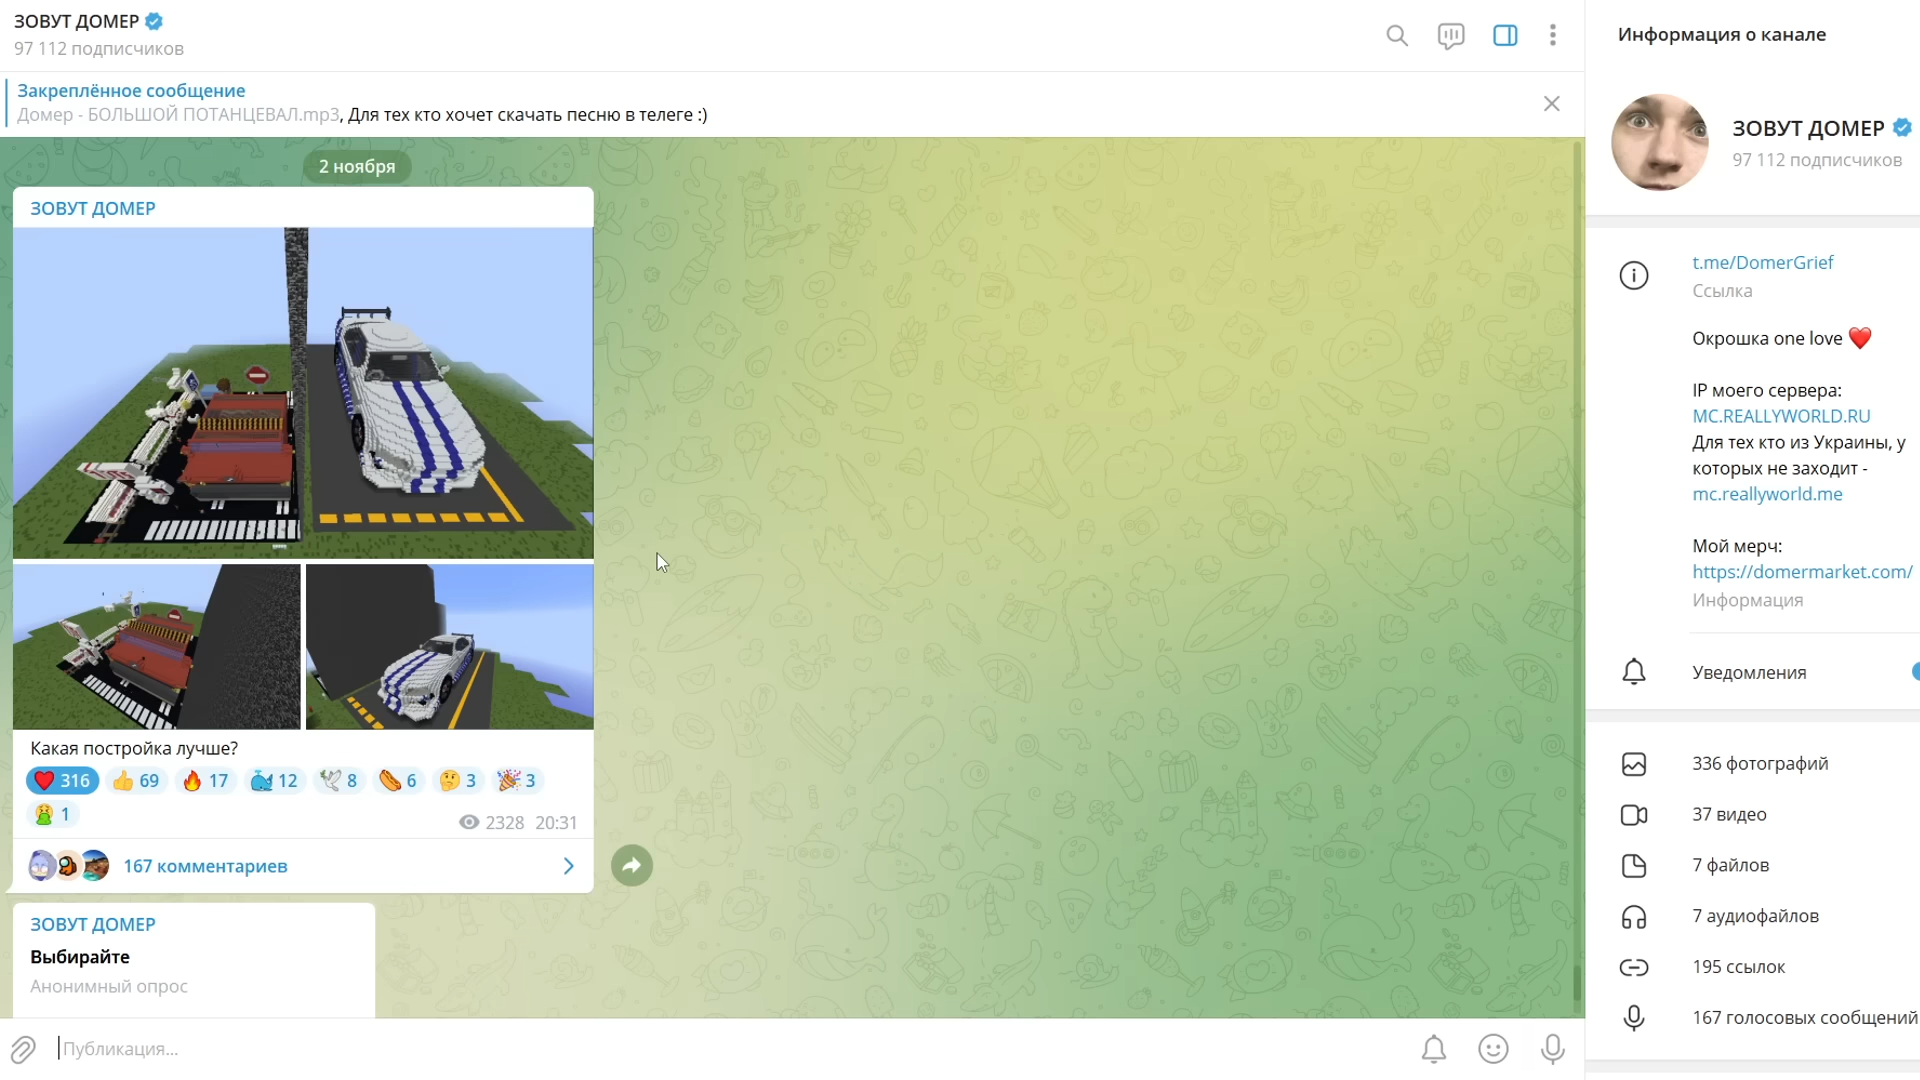 ЗОВУТ ДОМЕР
97 112 подписчиков
Закреплённое сообщение
Домер - БОЛЬШОЙ ПОТАНЦЕВАЛ.mp3, Для тех кто хочет скачать песню в телеге :)
2 ноября
ЗОВУТ ДОМЕР
Какая постройка лучше?
316 69 17 12 8 6 3 3
1
2328 20:31
167 комментариев
ЗОВУТ ДОМЕР
Выбирайте
Анонимный опрос
Публикация...
Информация о канале
ЗОВУТ ДОМЕР
97 112 подписчиков
t.me/DomerGrief
Ссылка
Окрошка one love ❤️
IP моего сервера:
MC.REALLYWORLD.RU
Для тех кто из Украины, у
которых не заходит -
mc.reallyworld.me
Мой мерч:
https://domermarket.com/
Информация
Уведомления
336 фотографий
37 видео
7 файлов
7 аудиофайлов
195 ссылок
167 голосовых сообщений